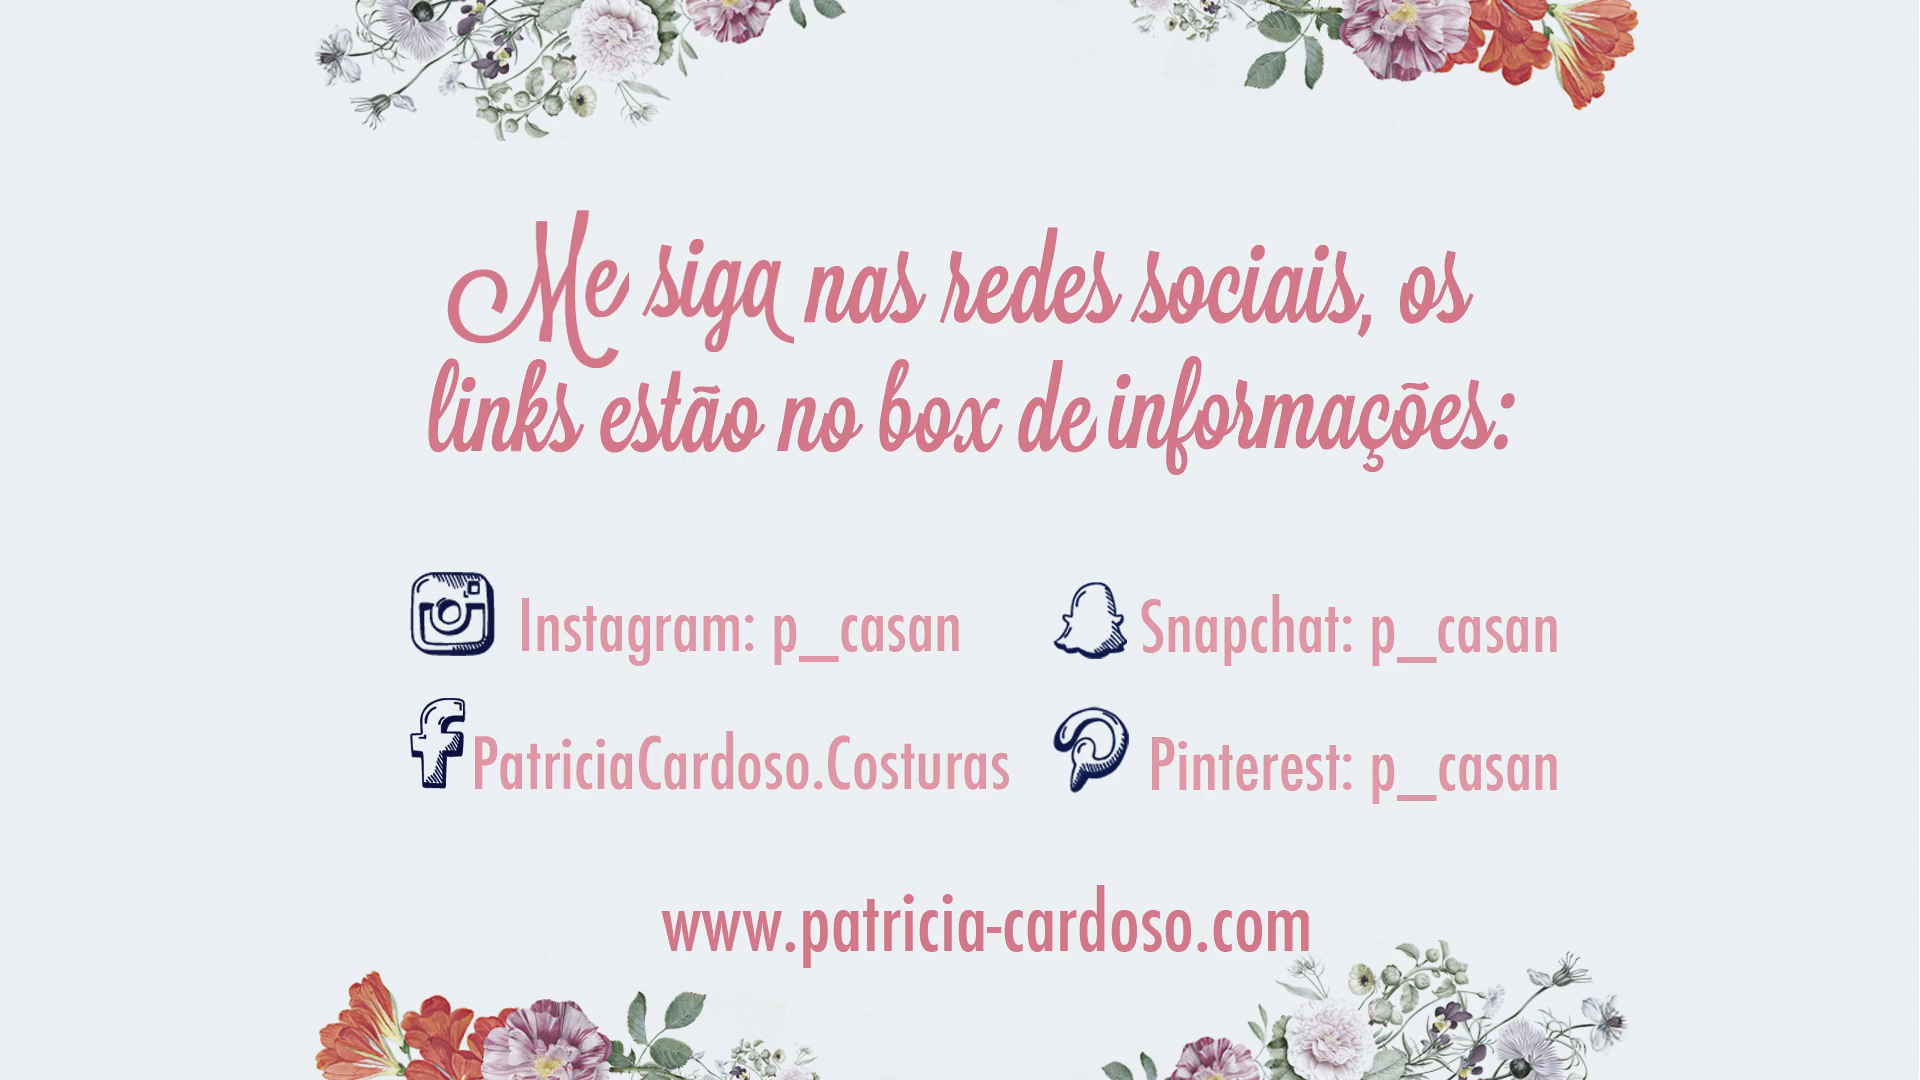 Me siga nas redes sociais, os
links estão no box de informações:
Instagram: p_casan
Snapchat: p_casan
PatriciaCardoso.Costuras
Pinterest: p_casan
www.patricia-cardoso.com